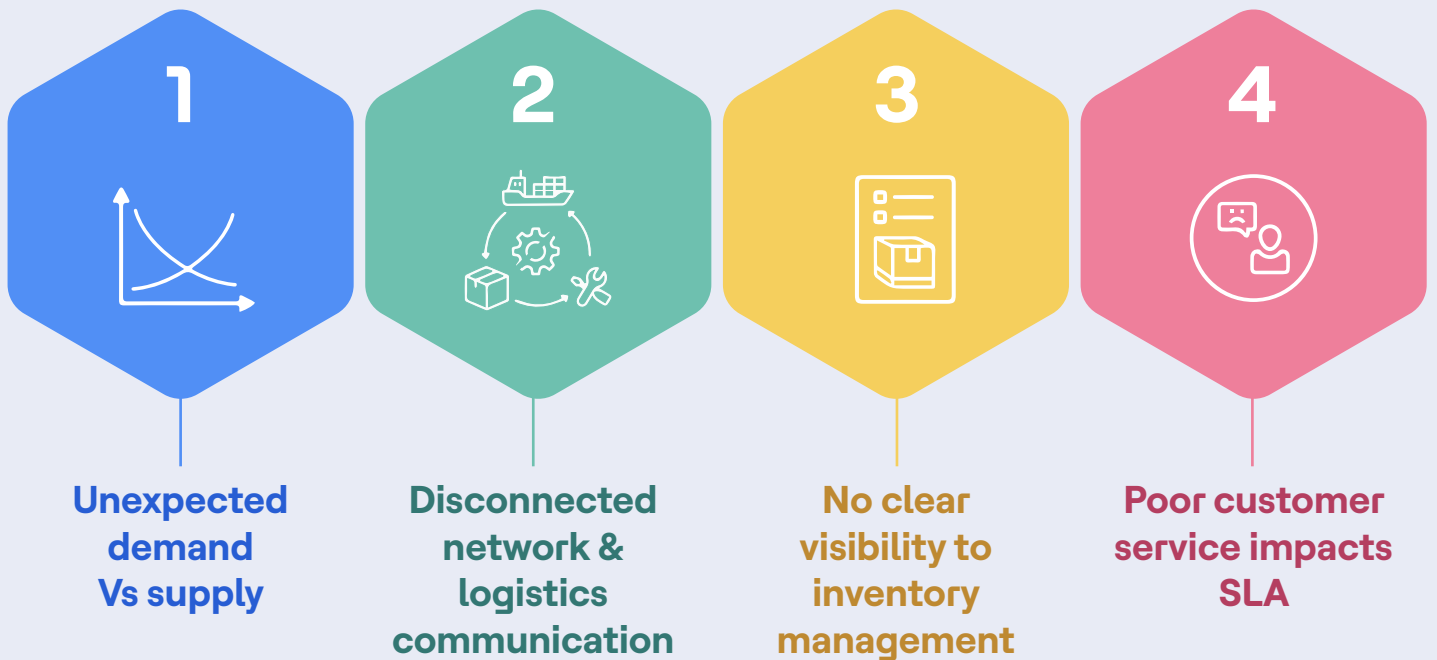 1
Unexpected
demand
Vs supply
2
Disconnected
network &
logistics
communication
3
No clear
visibility to
inventory
management
4
Poor customer
service impacts
SLA